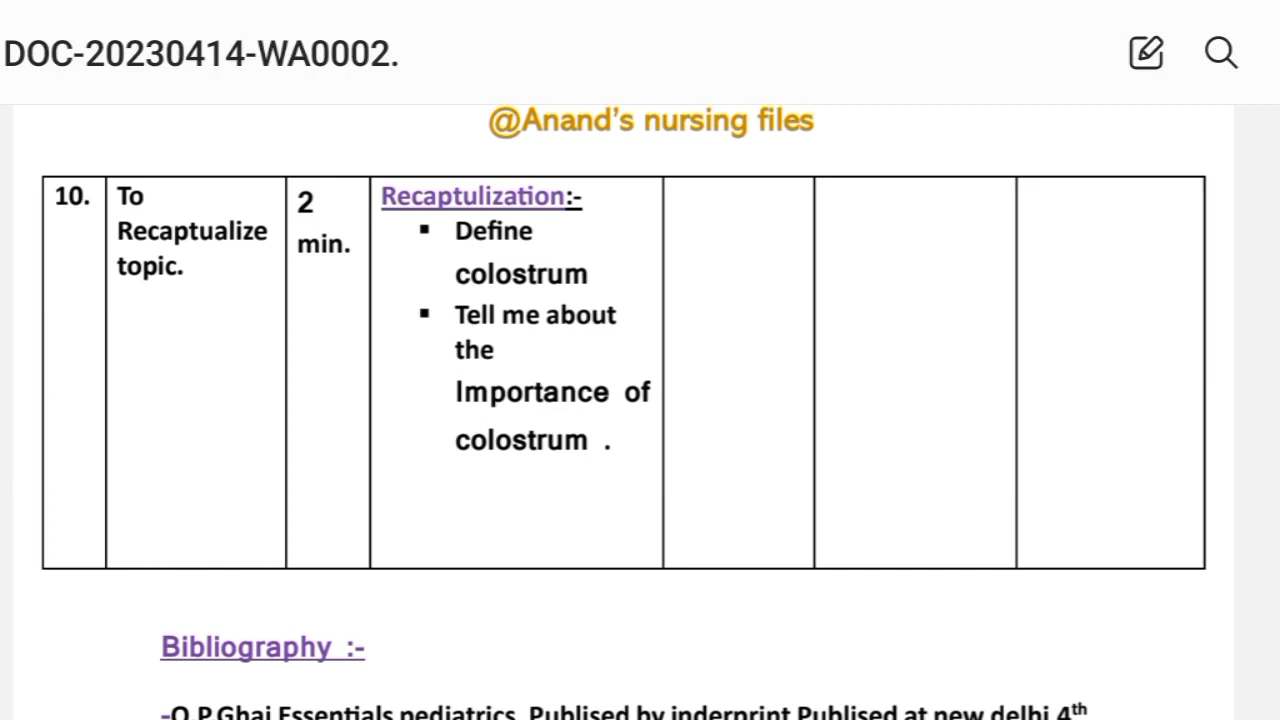 DOC-20230414-WA0002.
@Anand's nursing files
10.
To
Recaptualize
topic.
2
min.
Recaptulization:-
▪ Define
colostrum
▪ Tell me about
the
Importance of
colostrum .
Bibliography :-
-O.P.Ghai Essentials pediatrics, Publised by inderprint Publised at new delhi 4th